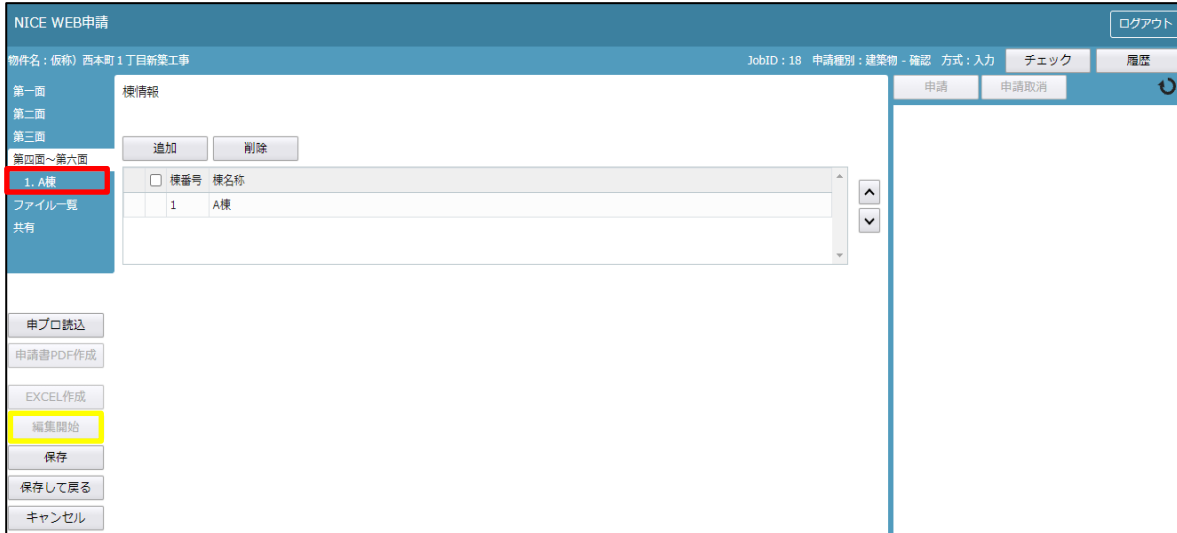 NICE WEB申請
ログアウト
物件名：仮称）西本町１丁目新築工事
JobID：18 申請種別：建築物 - 確認 方式：入力
チェック
履歴
申請
申請取消
第一面
第二面
第三面
第四面～第六面
1. A棟
ファイル一覧
共有
棟情報
追加
削除
棟番号 棟名称
1 A棟
申プロ読込
申請書PDF作成
EXCEL作成
編集開始
保存
保存して戻る
キャンセル